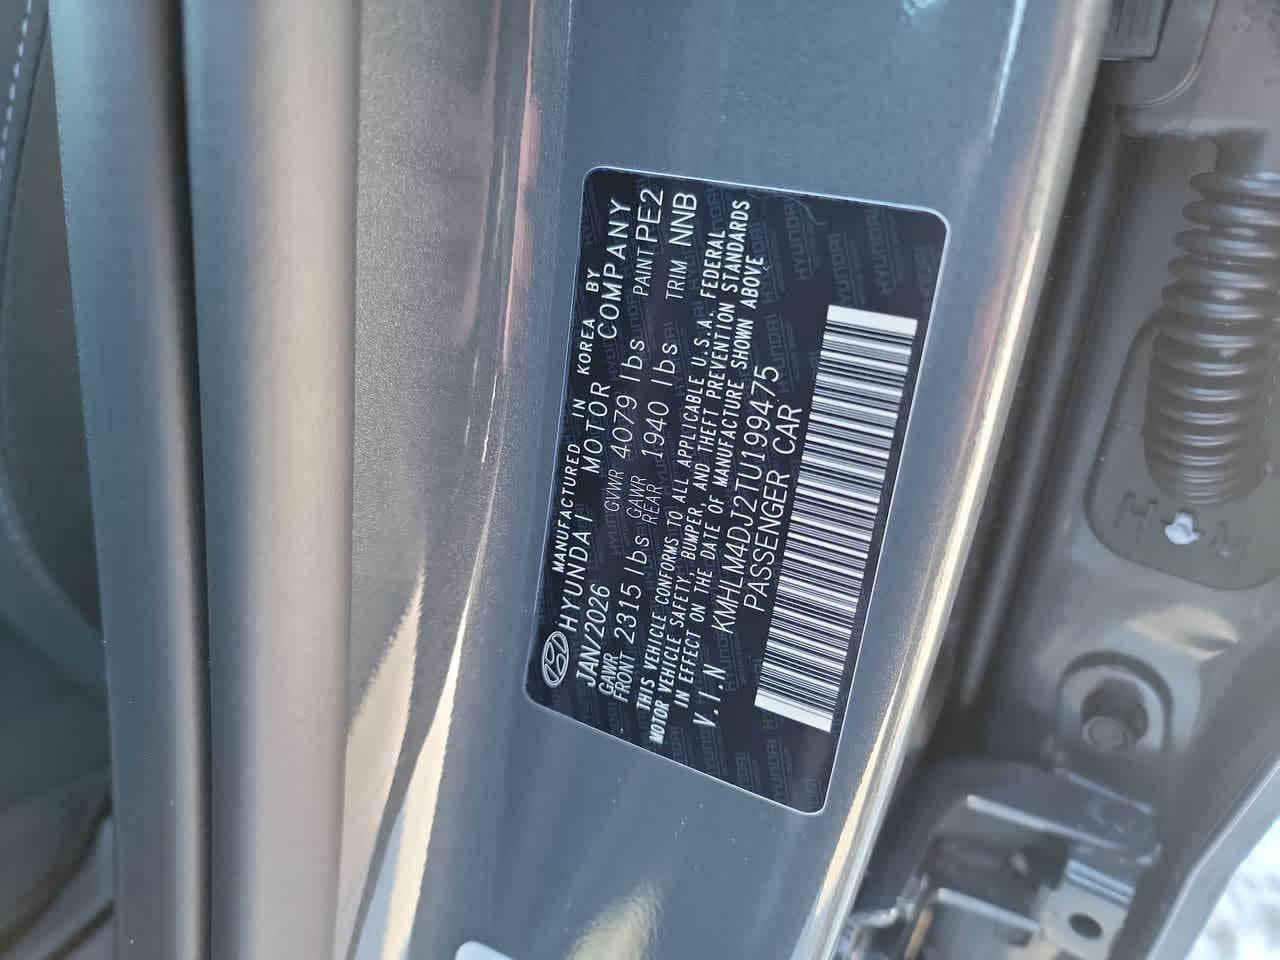 MANUFACTURED IN KOREA BY
HYUNDAI MOTOR COMPANY
JAN/2026 GVWR 4079 lbs PAINT PE2
GAWR FRONT 2315 lbs GAWR REAR 1940 lbs TRIM NNB
THIS VEHICLE CONFORMS TO ALL APPLICABLE U.S.A. FEDERAL
MOTOR VEHICLE SAFETY, BUMPER, AND THEFT PREVENTION STANDARDS
IN EFFECT ON THE DATE OF MANUFACTURE SHOWN ABOVE
V.I.N KMHLM4DJ2TU199475
PASSENGER CAR